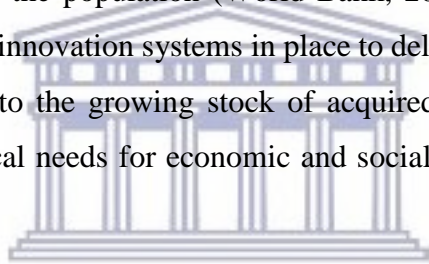 the population (World Bank, 20
innovation systems in place to del
to the growing stock of acquired
cal needs for economic and social